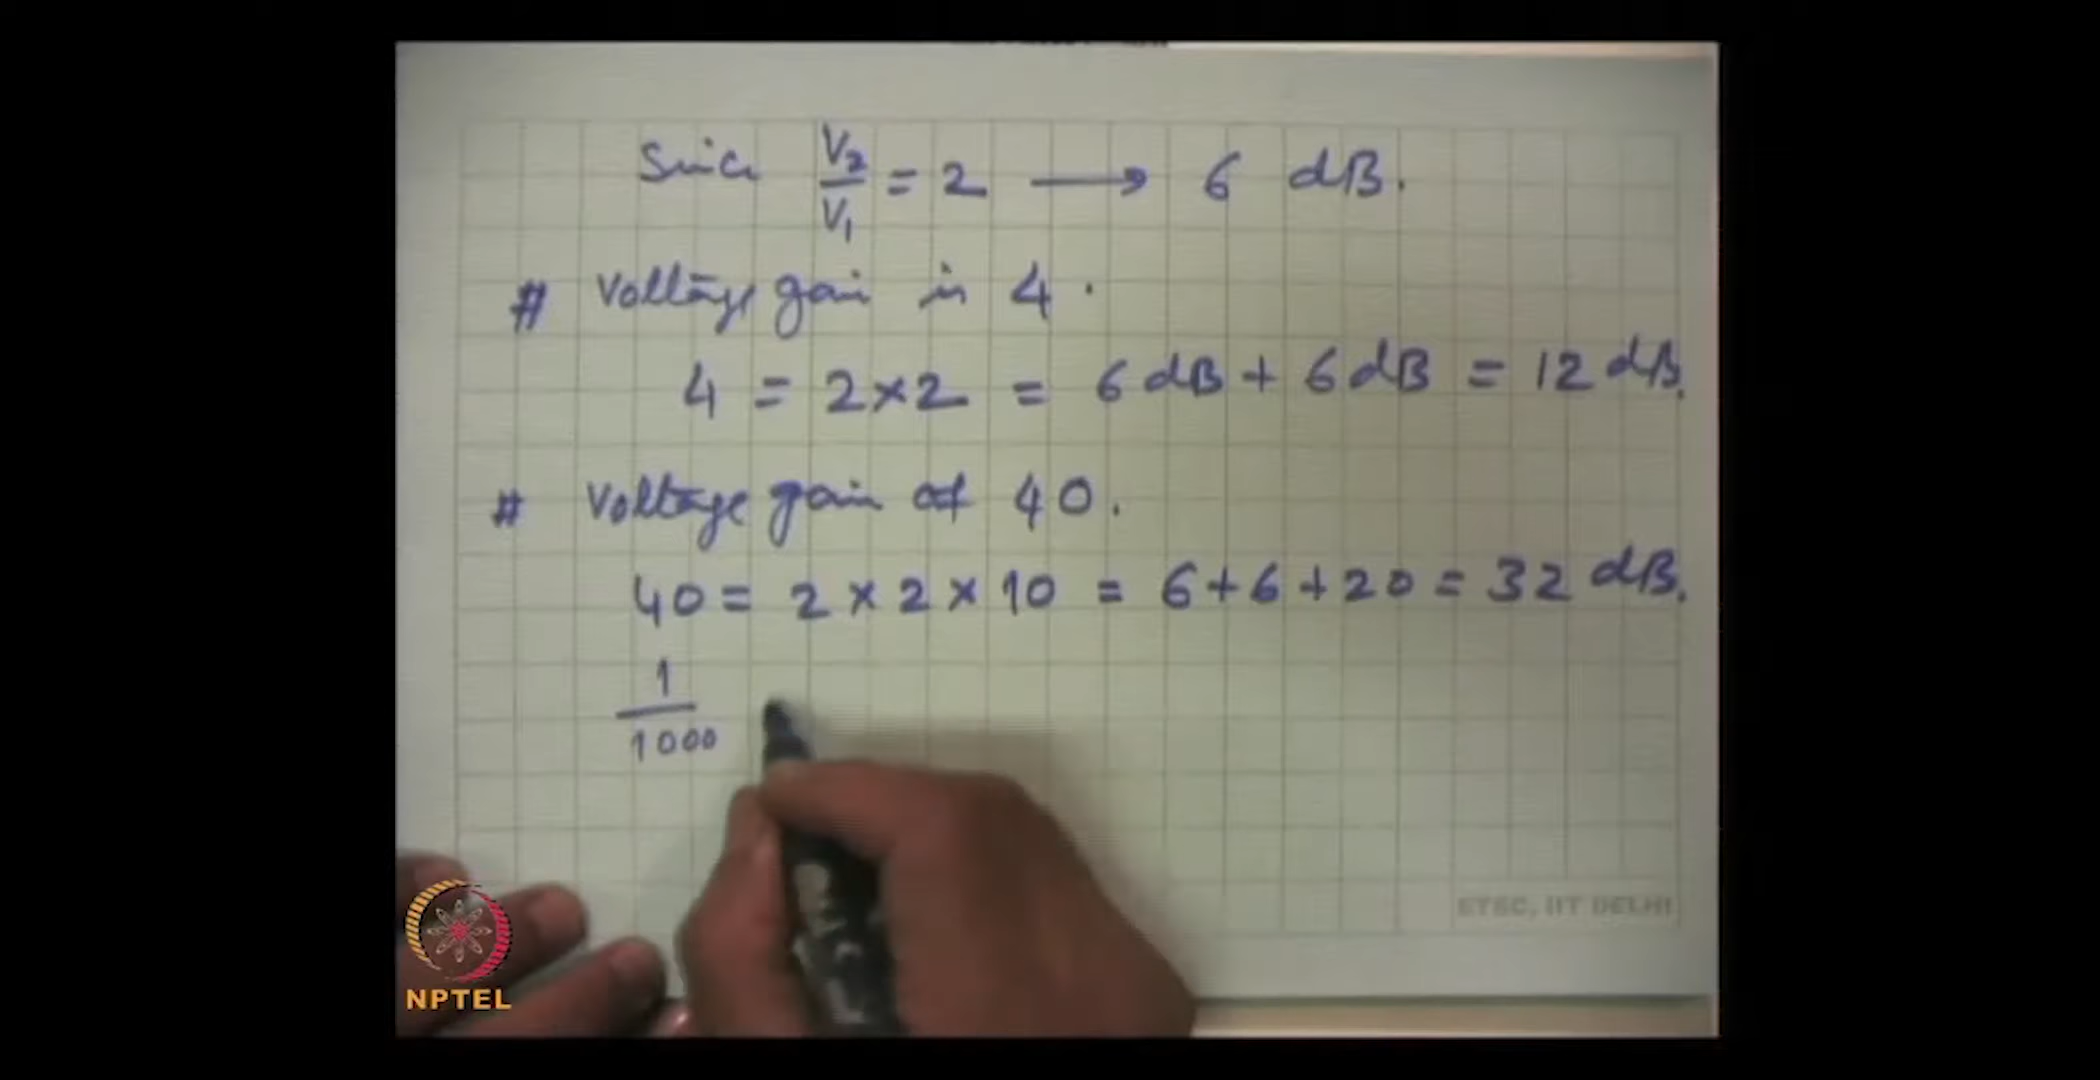 Since V2/V1 = 2 → 6 dB.
# Voltage gain is 4.
4 = 2×2 = 6 dB + 6 dB = 12 dB.
# Voltage gain of 40.
40 = 2 × 2 × 10 = 6+6+20 = 32 dB.
1/1000
ETSC, IIT DELHI
NPTEL